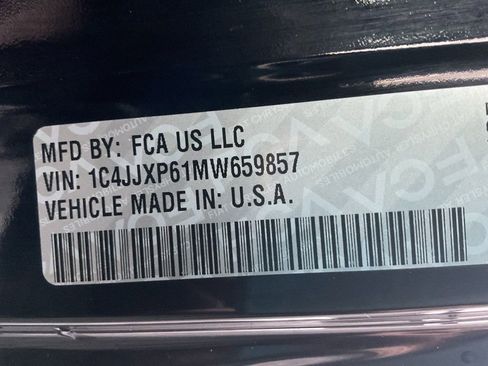 MFD BY: FCA US LLC
VIN: 1C4JJXP61MW659857
VEHICLE MADE IN: U.S.A.